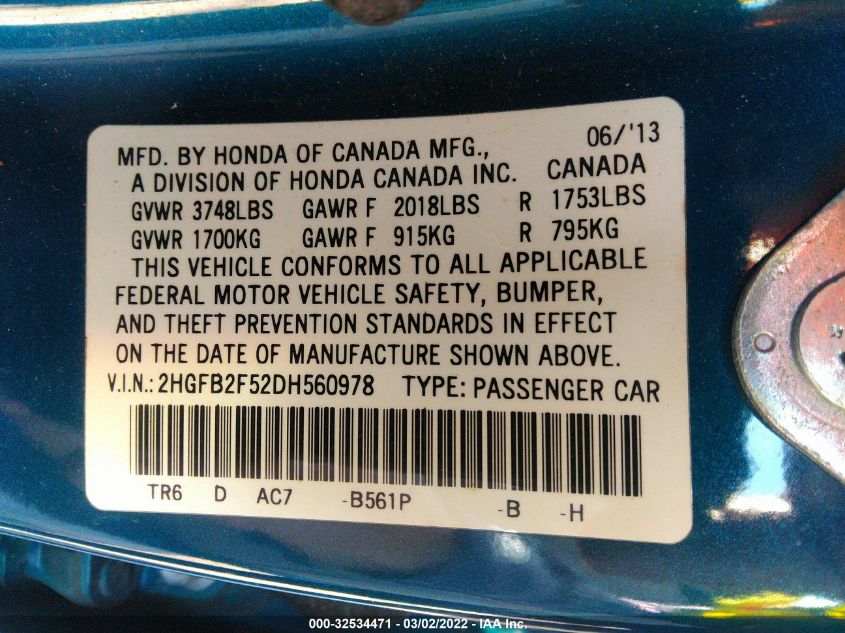 06/'13
MFD. BY HONDA OF CANADA MFG.,
A DIVISION OF HONDA CANADA INC. CANADA
GVWR 3748LBS GAWR F 2018LBS R 1753LBS
GVWR 1700KG GAWR F 915KG R 795KG
THIS VEHICLE CONFORMS TO ALL APPLICABLE
FEDERAL MOTOR VEHICLE SAFETY, BUMPER,
AND THEFT PREVENTION STANDARDS IN EFFECT
ON THE DATE OF MANUFACTURE SHOWN ABOVE.
V.I.N.: 2HGFB2F52DH560978 TYPE: PASSENGER CAR
TR6 D AC7 -B561P -B -H
000-32534471 - 03/02/2022 - IAA Inc.